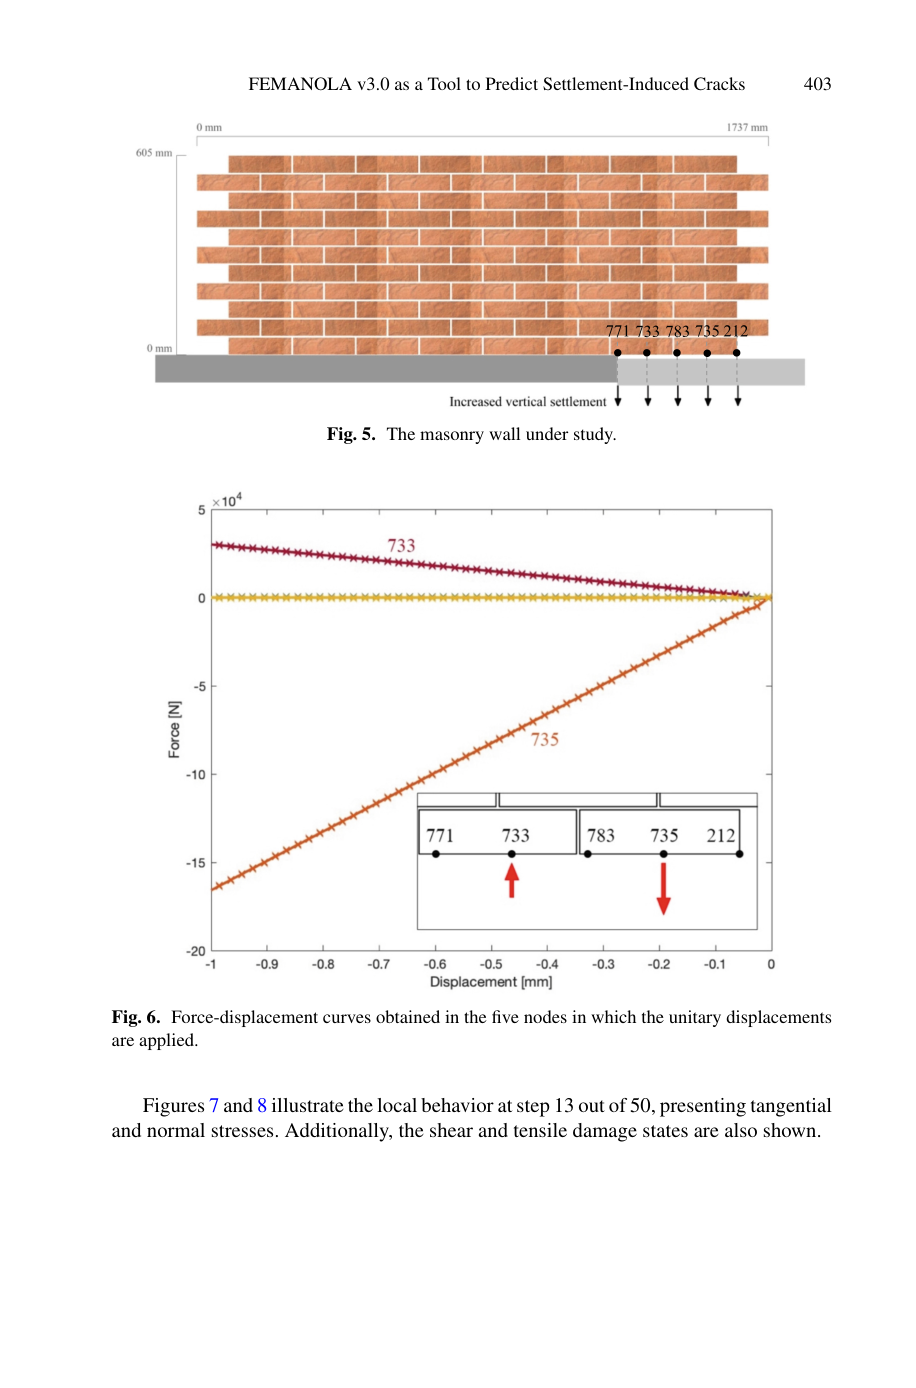 FEMANOLA v3.0 as a Tool to Predict Settlement-Induced Cracks 403
0 mm 1737 mm
605 mm
771 733 783 735 212
0 mm
Increased vertical settlement
Fig. 5. The masonry wall under study.
×10⁴
5
733
0
-5
Force [N]
735
-10
771 733 783 735 212
-15
-20
-1 -0.9 -0.8 -0.7 -0.6 -0.5 -0.4 -0.3 -0.2 -0.1 0
Displacement [mm]
Fig. 6. Force-displacement curves obtained in the five nodes in which the unitary displacements
are applied.
Figures 7 and 8 illustrate the local behavior at step 13 out of 50, presenting tangential
and normal stresses. Additionally, the shear and tensile damage states are also shown.